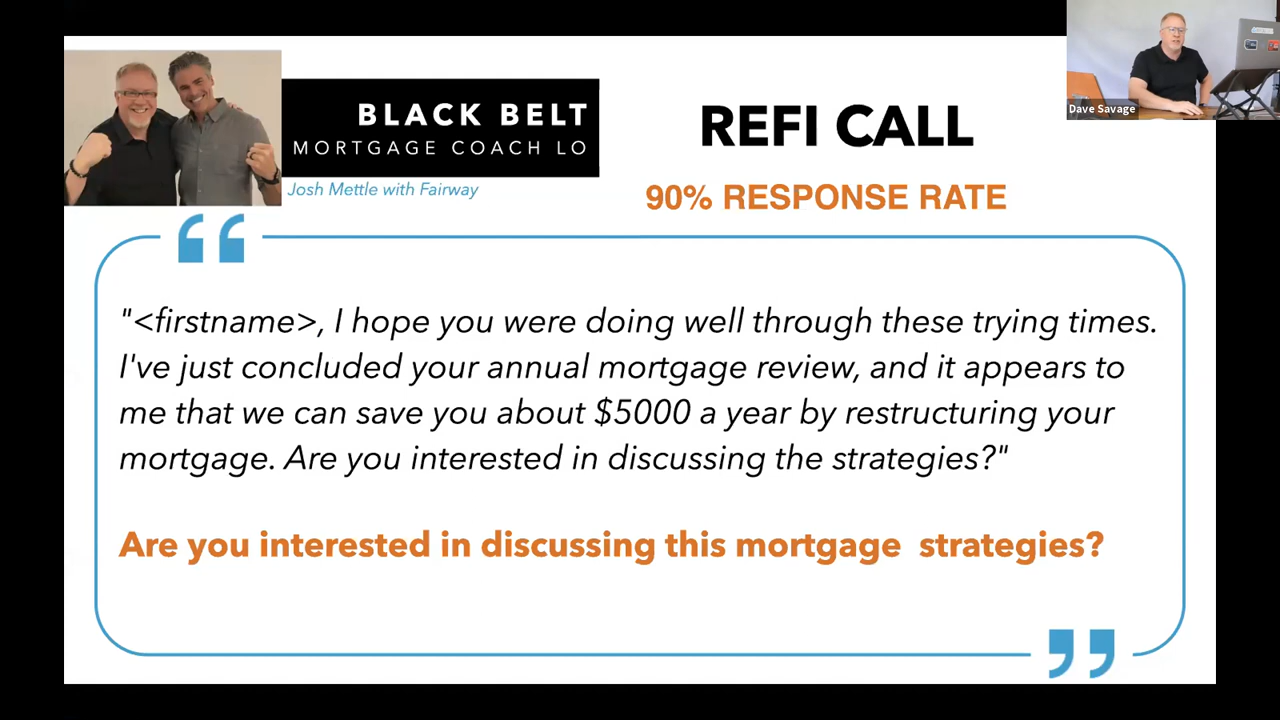 BLACK BELT
MORTGAGE COACH LO
Josh Mettle with Fairway
REFI CALL
90% RESPONSE RATE
Dave Savage
"<firstname>, I hope you were doing well through these trying times.
I've just concluded your annual mortgage review, and it appears to
me that we can save you about $5000 a year by restructuring your
mortgage. Are you interested in discussing the strategies?"
Are you interested in discussing this mortgage  strategies?